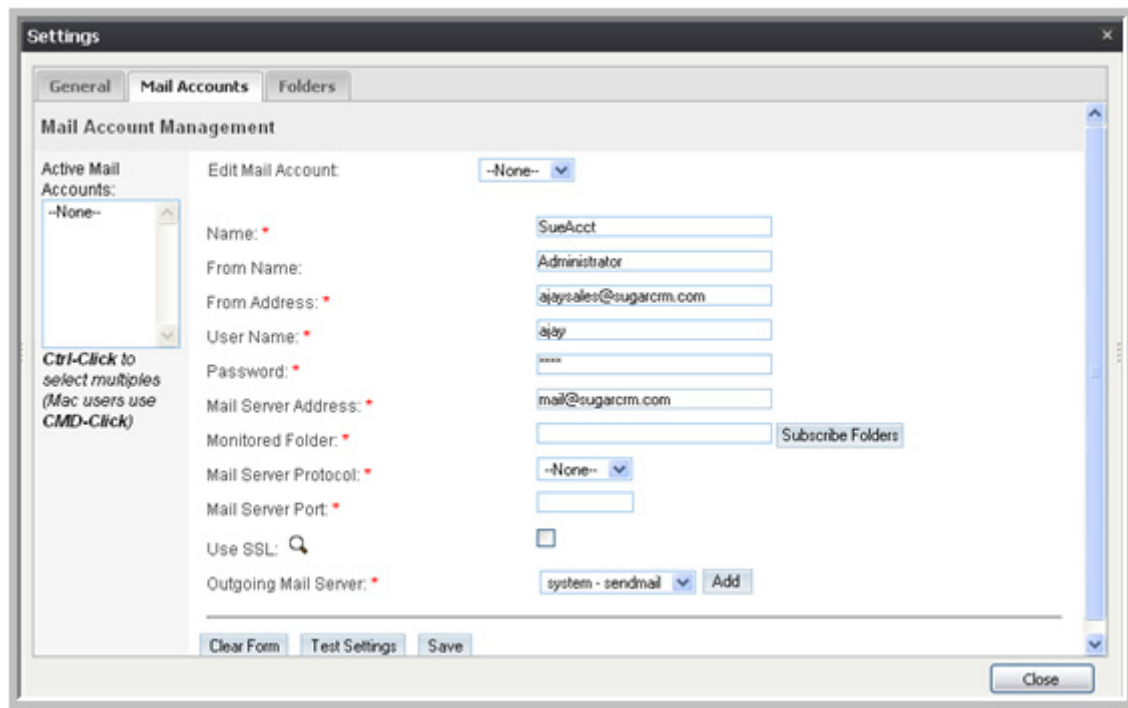 Settings
×
General Mail Accounts Folders
Mail Account Management
Active Mail
Accounts:
--None--
Ctrl-Click to
select multiples
(Mac users use
CMD-Click)
Edit Mail Account: --None--
Name: * SueAcct
From Name: Administrator
From Address: * ajaysales@sugarcrm.com
User Name: * ajay
Password: * ****
Mail Server Address: * mail@sugarcrm.com
Monitored Folder: * Subscribe Folders
Mail Server Protocol: * --None--
Mail Server Port: *
Use SSL:
Outgoing Mail Server: * system - sendmail Add
Clear Form Test Settings Save
Close